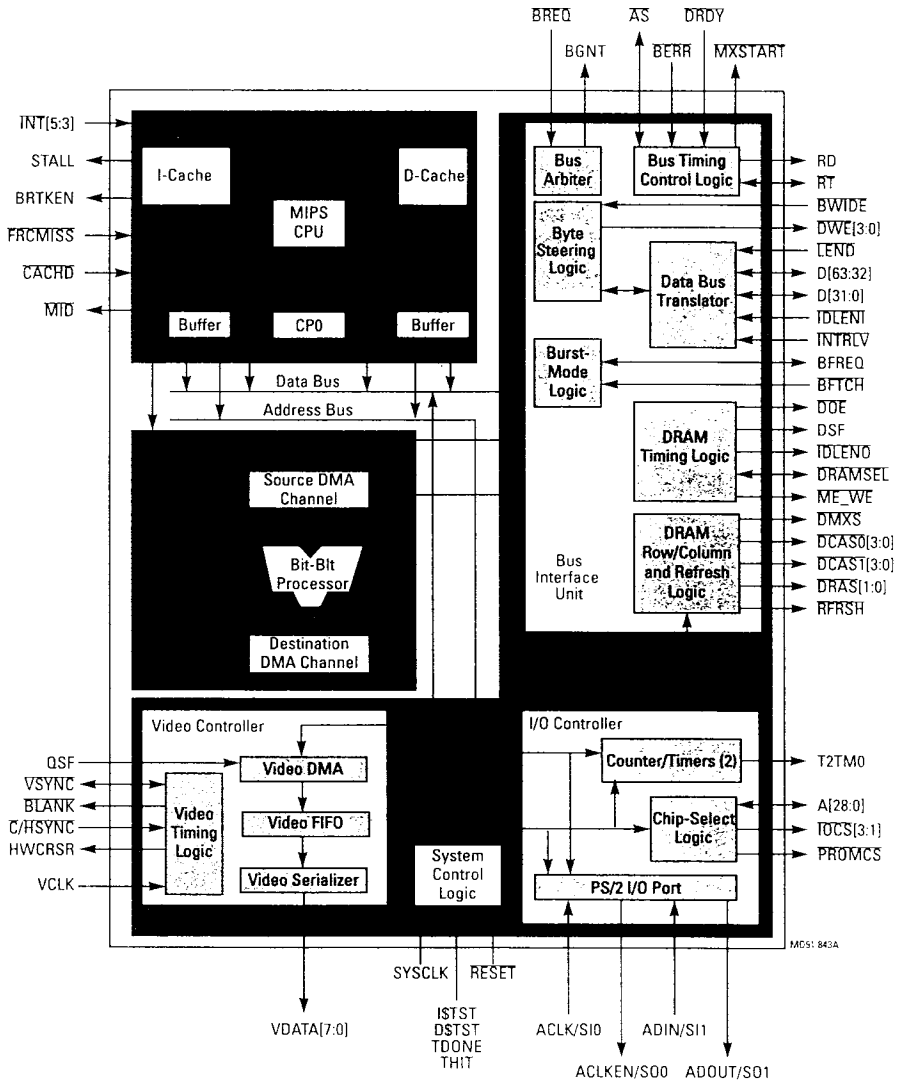 BREQ
AS
DRDY
BGNT
BERR
MXSTART
INT[5:3]
STALL
BRTKEN
FRCMISS
CACHD
MID
I-Cache
D-Cache
MIPS
CPU
Buffer
CP0
Buffer
Data Bus
Address Bus
Source DMA
Channel
Bit-Blt
Processor
Destination
DMA Channel
Bus
Arbiter
Bus Timing
Control Logic
Byte
Steering
Logic
Data Bus
Translator
Burst-
Mode
Logic
DRAM
Timing Logic
DRAM
Row/Column
and Refresh
Logic
Bus
Interface
Unit
RD
RT
BWIDE
DWE[3:0]
LEND
D[63:32]
D[31:0]
IDLENI
INTRLV
BFREQ
BFTCH
DOE
DSF
IDLENO
DRAMSEL
ME_WE
DMXS
DCAS0[3:0]
DCAS1[3:0]
DRAS[1:0]
RFRSH
Video Controller
QSF
VSYNC
BLANK
C/HSYNC
HWCRSR
VCLK
Video
Timing
Logic
Video DMA
Video FIFO
Video Serializer
System
Control
Logic
I/O Controller
Counter/Timers (2)
Chip-Select
Logic
PS/2 I/O Port
T2TM0
A[28:0]
IOCS[3:1]
PROMCS
MD51 843A
SYSCLK
RESET
VDATA[7:0]
I$TST
D$TST
TDONE
THIT
ACLK/SI0
ADIN/SI1
ACLKEN/SO0
ADOUT/SO1